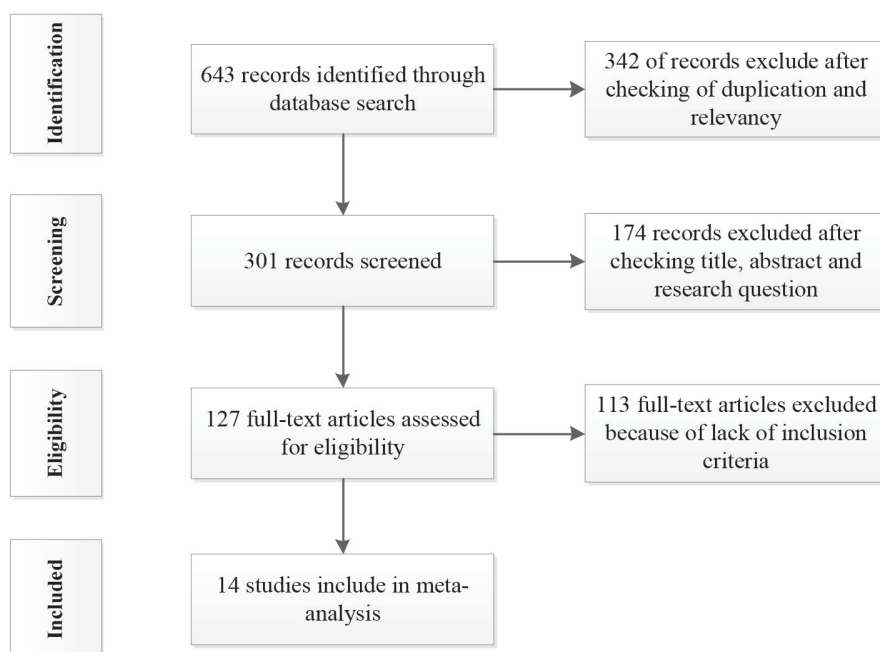 Identification
643 records identified through
database search
342 of records exclude after
checking of duplication and
relevancy
Screening
301 records screened
174 records excluded after
checking title, abstract and
research question
Eligibility
127 full-text articles assessed
for eligibility
113 full-text articles excluded
because of lack of inclusion
criteria
Included
14 studies include in meta-
analysis